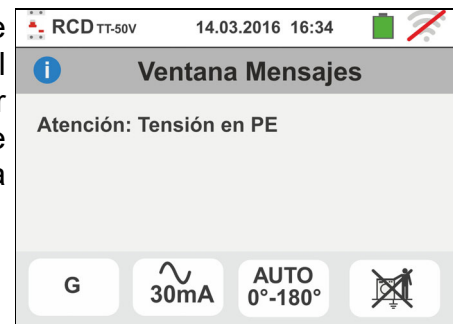 RCD TT-50V 14.03.2016 16:34
i Ventana Mensajes
Atención: Tensión en PE
G
30mA
AUTO
0°-180°